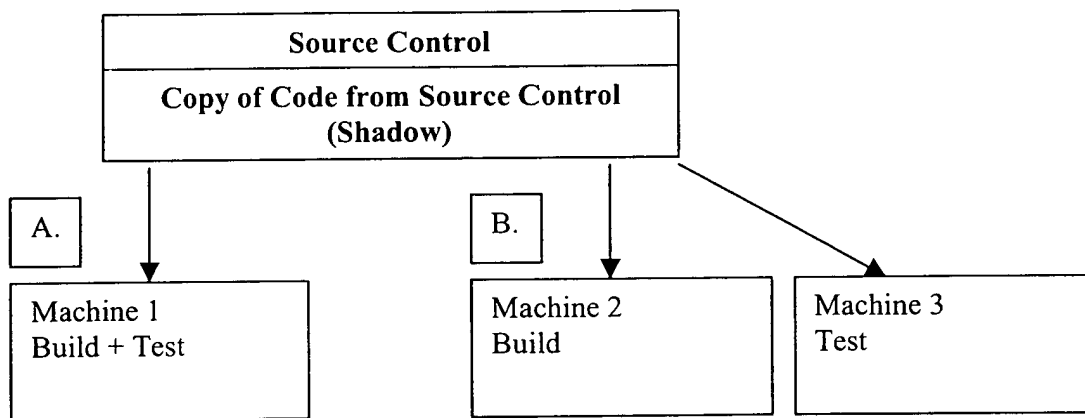 Source Control
Copy of Code from Source Control
(Shadow)
A.
B.
Machine 1
Build + Test
Machine 2
Build
Machine 3
Test